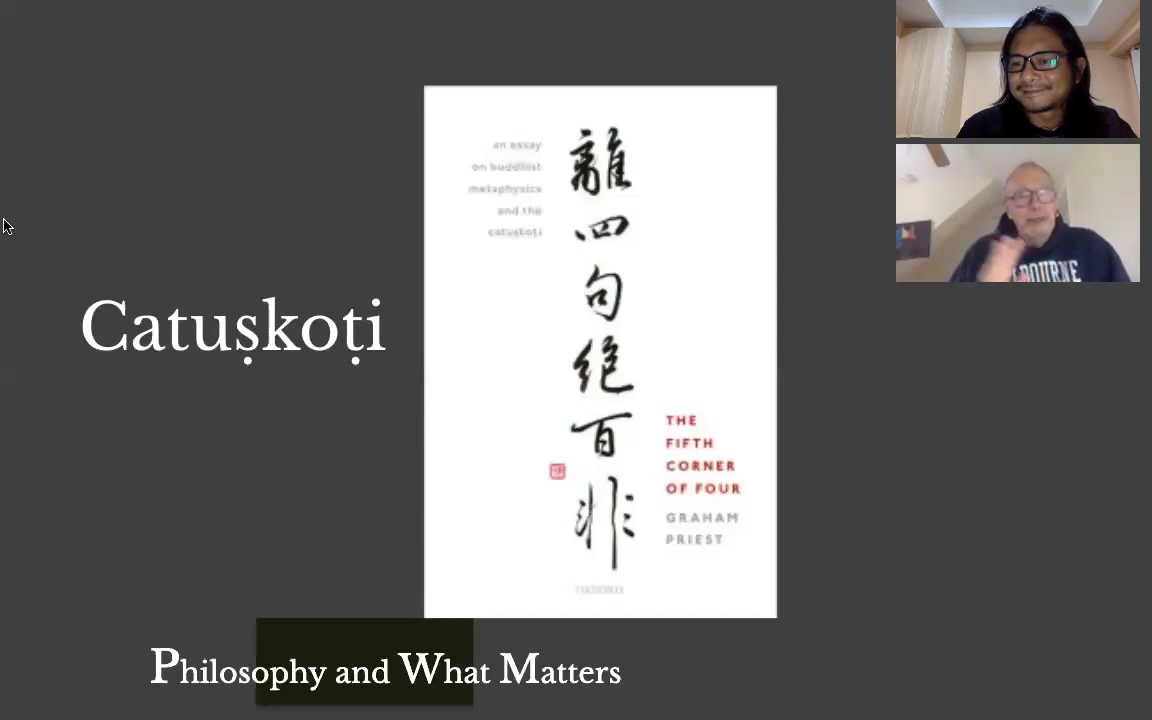 an essay
on buddhist
metaphysics
and the
catuṣkoṭi
離四句絕百非
Catuṣkoṭi
THE
FIFTH
CORNER
OF FOUR
GRAHAM
PRIEST
Philosophy and What Matters